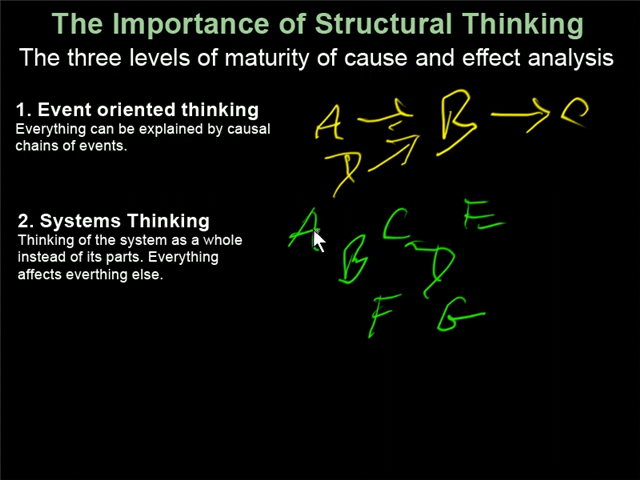 The Importance of Structural Thinking
The three levels of maturity of cause and effect analysis
1. Event oriented thinking
Everything can be explained by causal
chains of events.
A → B → C
D
2. Systems Thinking
Thinking of the system as a whole
instead of its parts. Everything
affects everthing else.
A C E
B D
F G